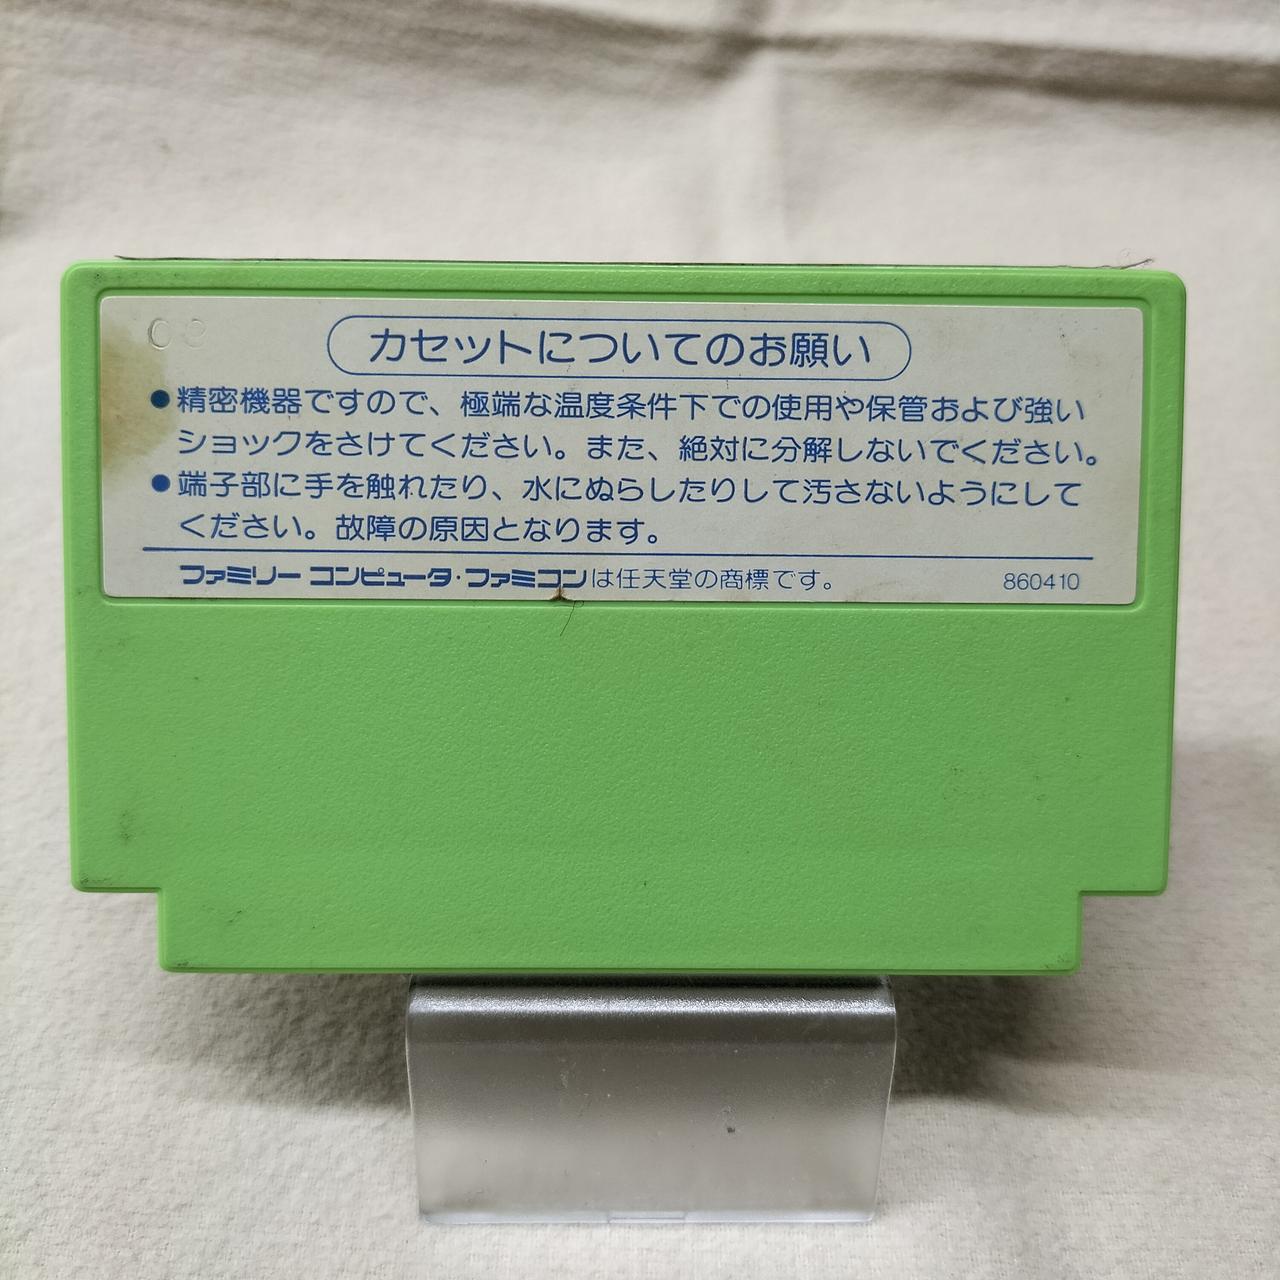 カセットについてのお願い
●精密機器ですので、極端な温度条件下での使用や保管および強い
ショックをさけてください。また、絶対に分解しないでください。
●端子部に手を触れたり、水にぬらしたりして汚さないようにして
ください。故障の原因となります。
ファミリーコンピュータ・ファミコンは任天堂の商標です。 860410